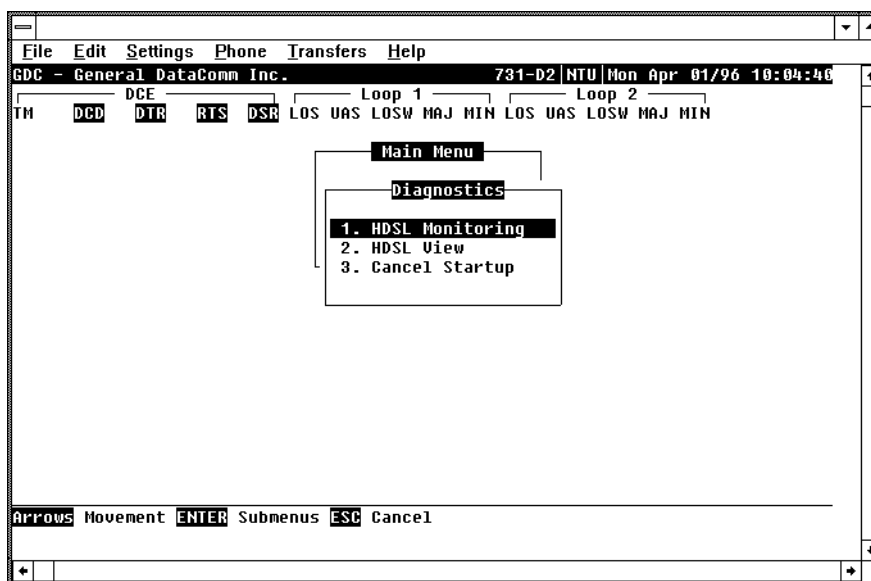 File Edit Settings Phone Transfers Help
GDC - General DataComm Inc. 731-D2|NTU|Mon Apr 01/96 10:04:40
DCE Loop 1 Loop 2
TM DCD DTR RTS DSR LOS UAS LOSW MAJ MIN LOS UAS LOSW MAJ MIN
Main Menu
Diagnostics
1. HDSL Monitoring
2. HDSL View
3. Cancel Startup
Arrows Movement ENTER Submenus ESC Cancel